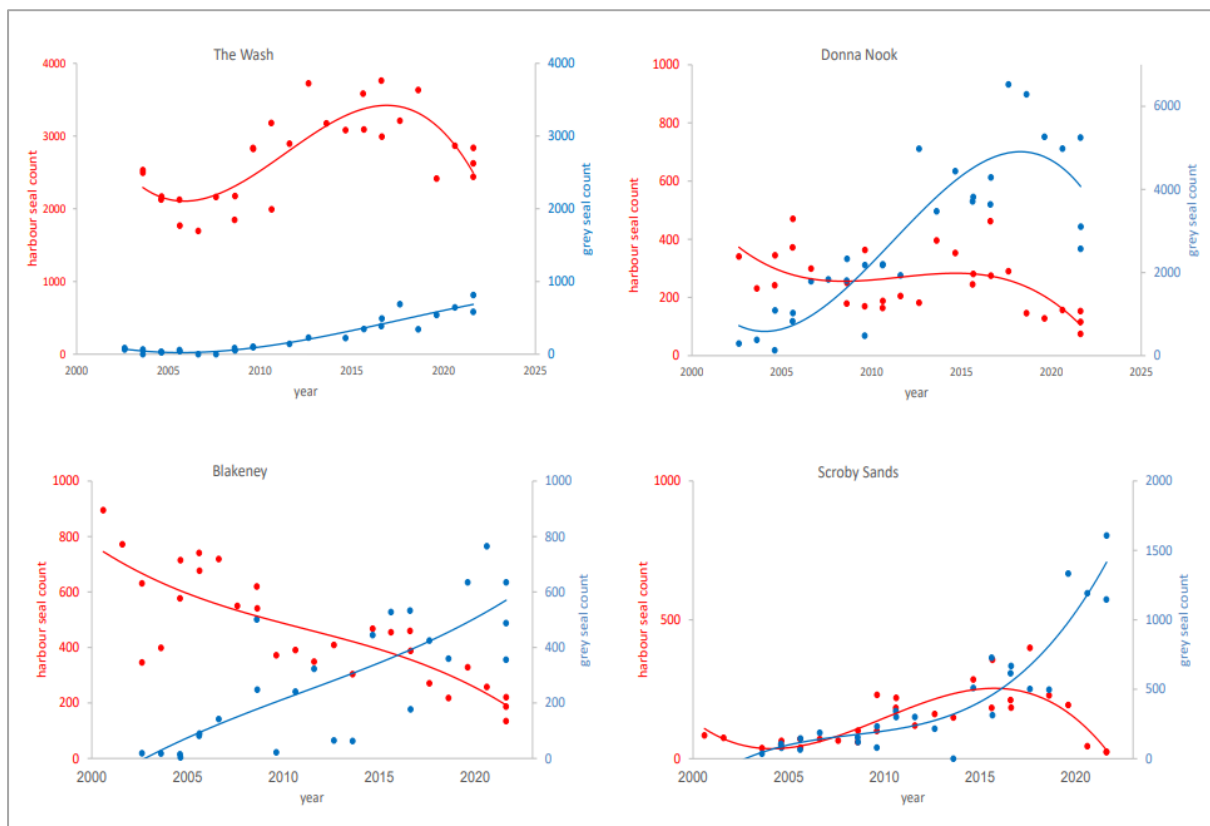 The Wash
4000
3000
2000
1000
0
harbour seal count
4000
3000
2000
1000
0
grey seal count
2000 2005 2010 2015 2020 2025
year
Donna Nook
1000
800
600
400
200
0
harbour seal count
6000
4000
2000
0
grey seal count
2000 2005 2010 2015 2020 2025
year
Blakeney
1000
800
600
400
200
0
harbour seal count
1000
800
600
400
200
0
grey seal count
2000 2005 2010 2015 2020
year
Scroby Sands
1000
500
0
harbour seal count
2000
1500
1000
500
0
grey seal count
2000 2005 2010 2015 2020
year